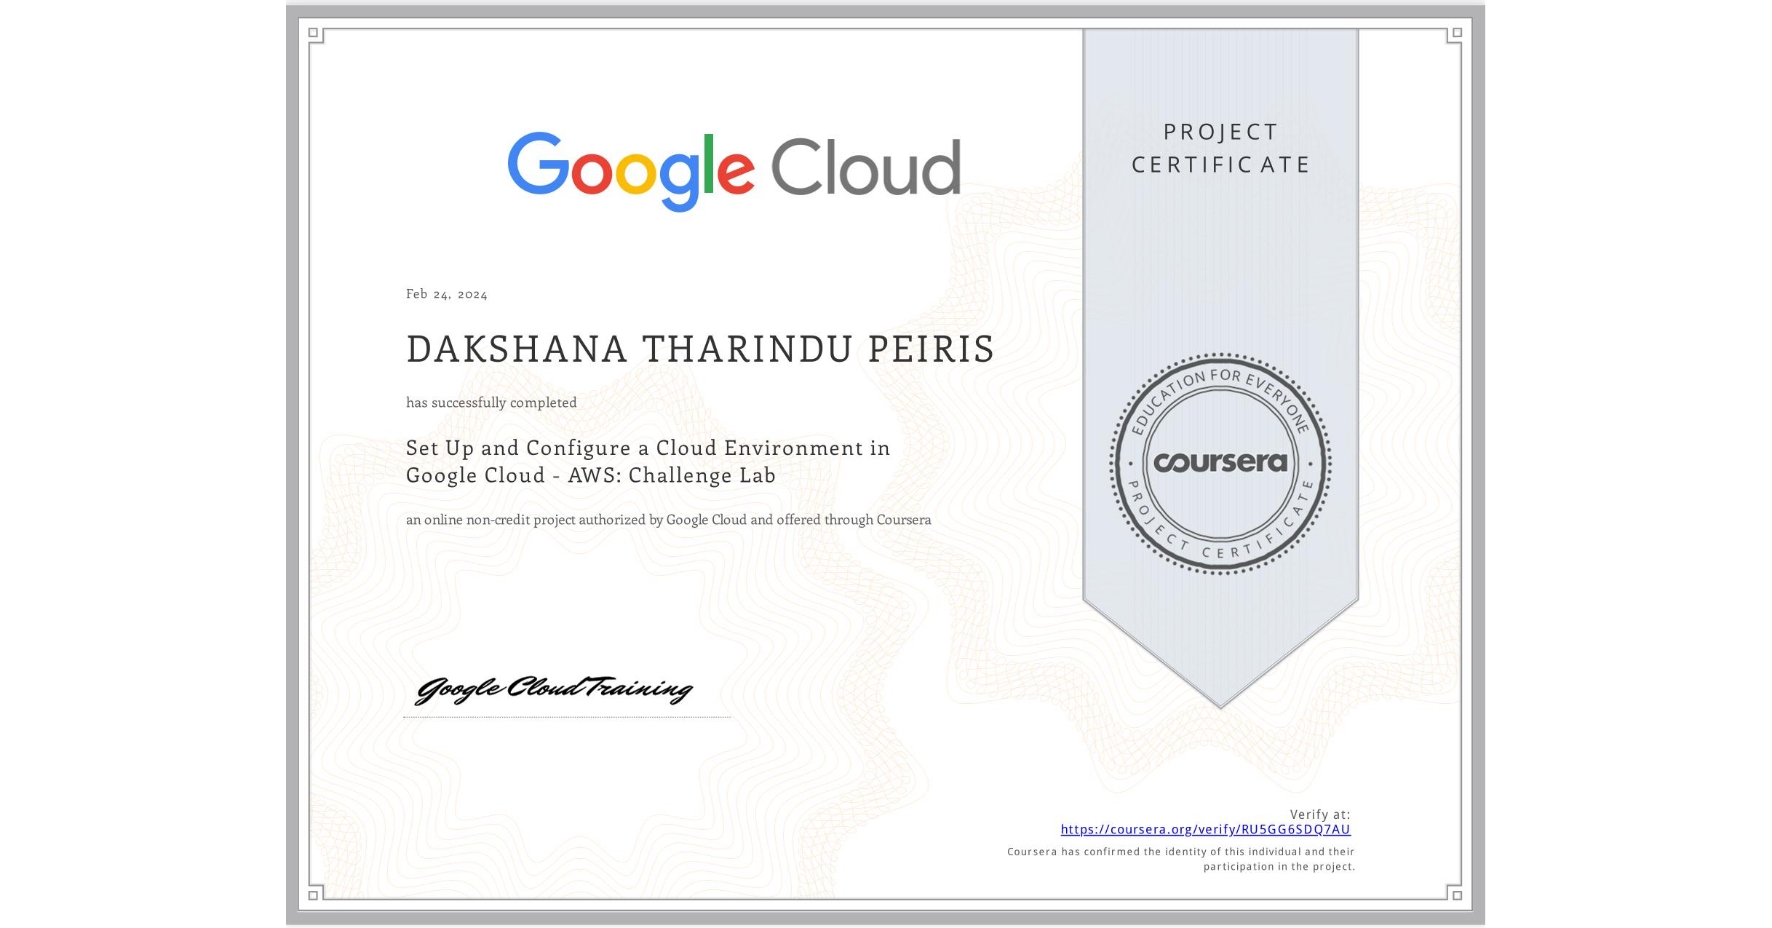 Google Cloud
PROJECT
CERTIFICATE
Feb 24, 2024
DAKSHANA THARINDU PEIRIS
has successfully completed
Set Up and Configure a Cloud Environment in
Google Cloud - AWS: Challenge Lab
an online non-credit project authorized by Google Cloud and offered through Coursera
EDUCATION FOR EVERYONE
coursera
PROJECT CERTIFICATE
Google Cloud Training
Verify at:
https://coursera.org/verify/RU5GG6SDQ7AU
Coursera has confirmed the identity of this individual and their
participation in the project.